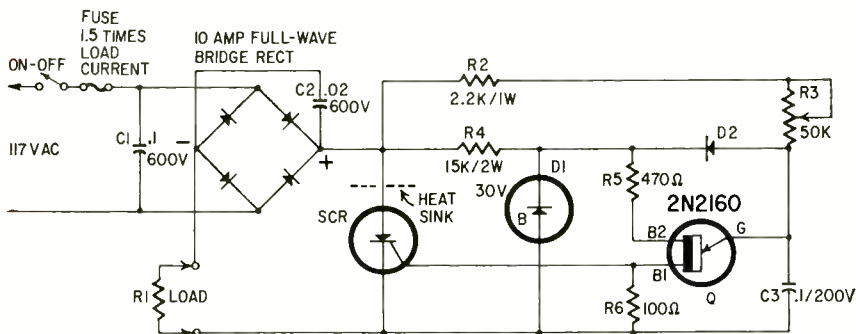 FUSE
1.5 TIMES
LOAD
CURRENT
ON-OFF
10 AMP FULL-WAVE
BRIDGE RECT
C2 .02
600V
R2
2.2K/1W
R3
50K
C1 .1
600V
117 VAC
−
+
R4
15K/2W
D2
D1
30V
B
R5
470Ω
2N2160
HEAT
SINK
SCR
B2
G
B1
Q
R1 LOAD
R6
100Ω
C3 .1/200V